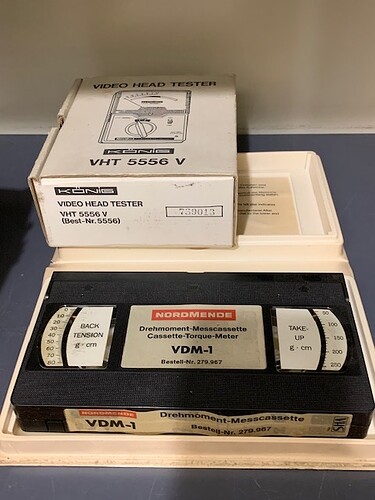 VIDEO HEAD TESTER
KÖNIG
VHT 5556 V
KÖNIG
VIDEO HEAD TESTER
VHT 5556 V
(Best-Nr. 5556)
739013
BACK
TENSION
g·cm
NORDMENDE
Drehmoment-Messcassette
Cassette-Torque-Meter
VDM-1
Bestell-Nr. 279.967
TAKE-
UP
g·cm
50
100
150
200
250
NORDMENDE
VDM-1
Drehmoment-Messcassette
Bestell-Nr. 279.967
VHS